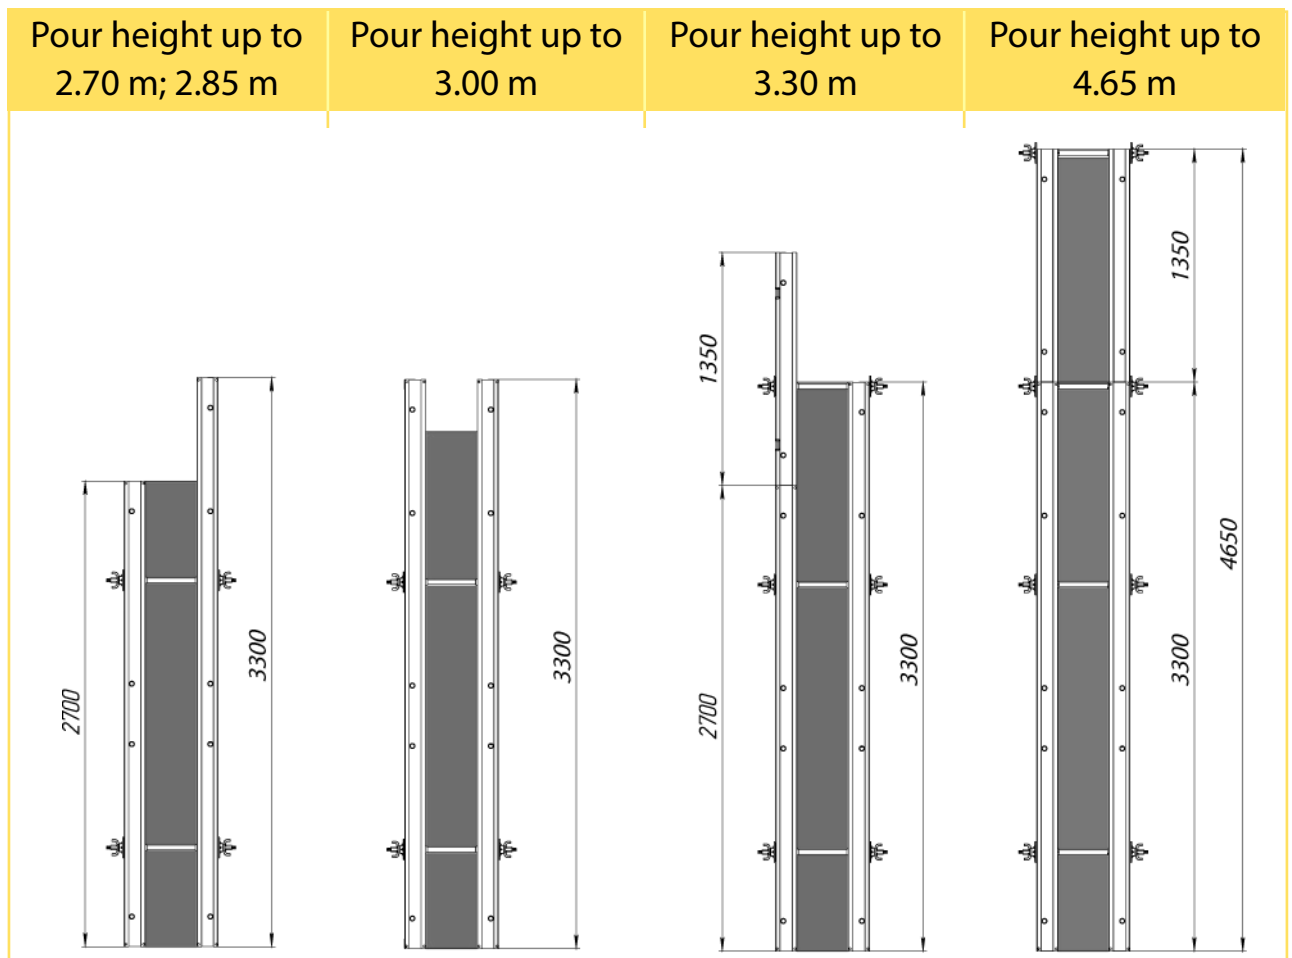 Pour height up to
2.70 m; 2.85 m
Pour height up to
3.00 m
Pour height up to
3.30 m
Pour height up to
4.65 m
2700
3300
3300
1350
2700
3300
1350
3300
4650